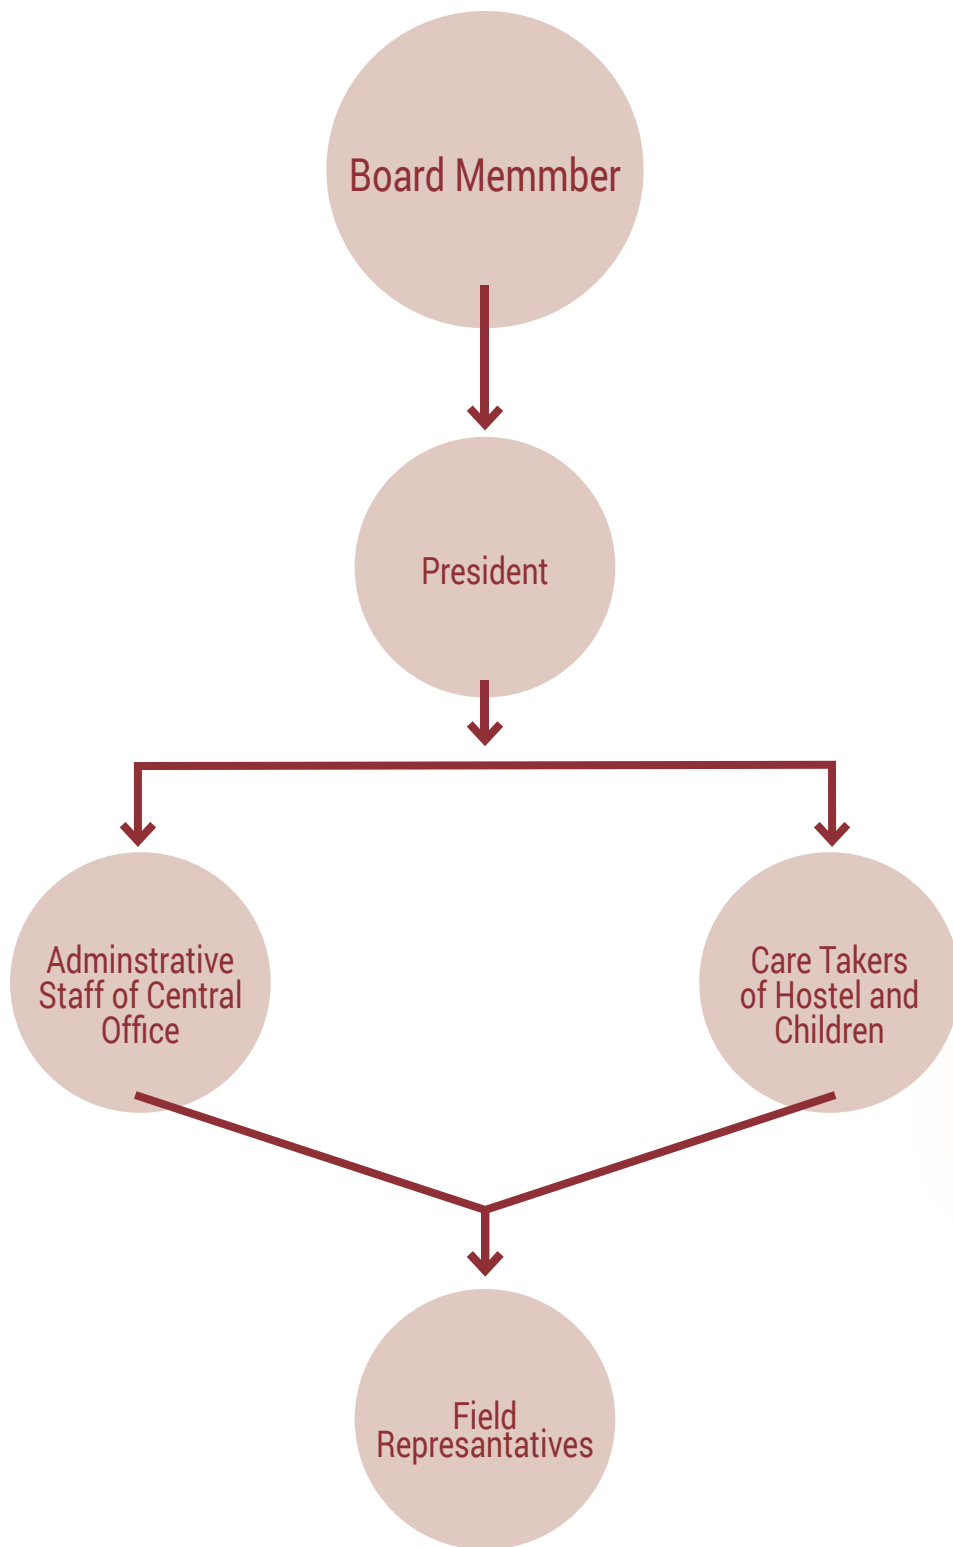 Board Memmber
President
Adminstrative
Staff of Central
Office
Care Takers
of Hostel and
Children
Field
Represantatives